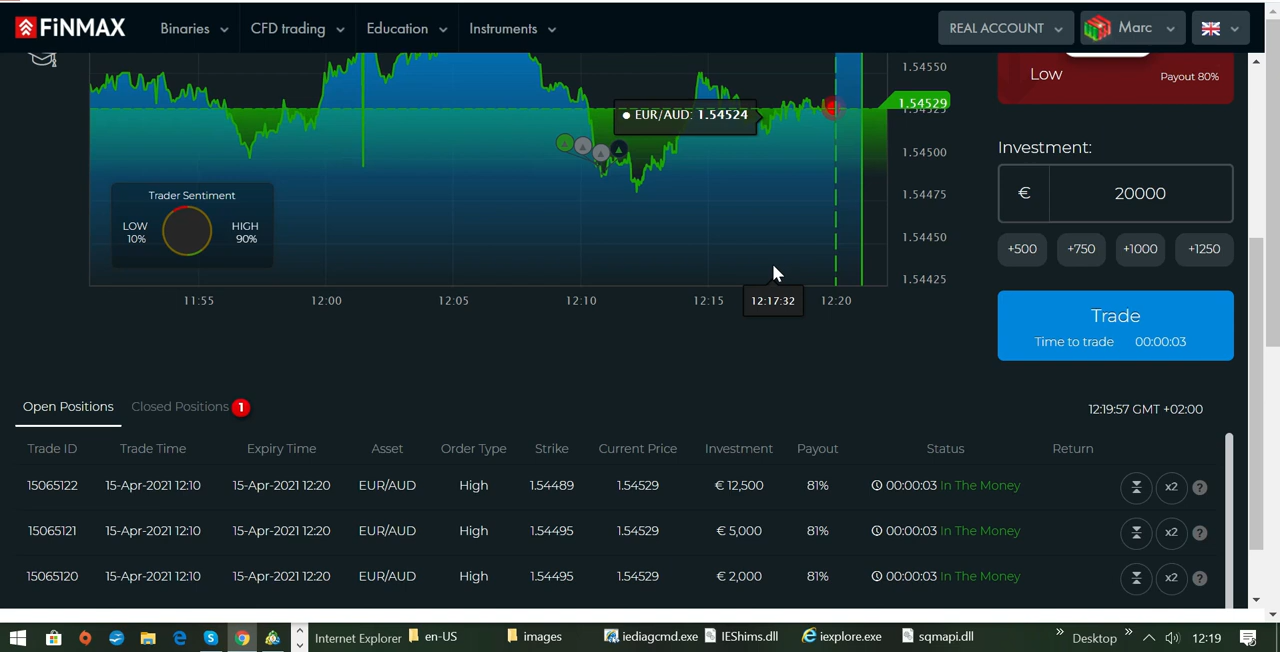 FiNMAX Binaries CFD trading Education Instruments REAL ACCOUNT Marc
1.54550
Low Payout 80%
1.54529
1.54525
EUR/AUD: 1.54524
Investment:
1.54500
€ 20000
Trader Sentiment
1.54475
LOW 10%
HIGH 90%
1.54450
+500 +750 +1000 +1250
1.54425
11:55 12:00 12:05 12:10 12:15 12:17:32 12:20
Trade
Time to trade 00:00:03
Open Positions Closed Positions 1 12:19:57 GMT +02:00
Trade ID Trade Time Expiry Time Asset Order Type Strike Current Price Investment Payout Status Return
15065122 15-Apr-2021 12:10 15-Apr-2021 12:20 EUR/AUD High 1.54489 1.54529 € 12,500 81% 00:00:03 In The Money x2 ?
15065121 15-Apr-2021 12:10 15-Apr-2021 12:20 EUR/AUD High 1.54495 1.54529 € 5,000 81% 00:00:03 In The Money x2 ?
15065120 15-Apr-2021 12:10 15-Apr-2021 12:20 EUR/AUD High 1.54495 1.54529 € 2,000 81% 00:00:03 In The Money x2 ?
Internet Explorer en-US images iediagcmd.exe IEShims.dll iexplore.exe sqmapi.dll » Desktop » 12:19